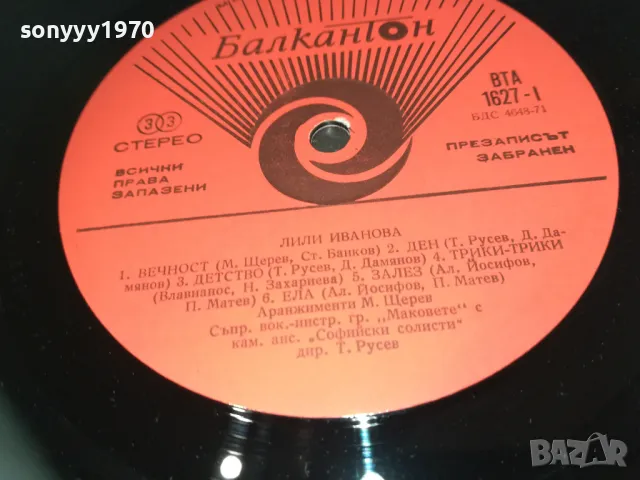 sonyyy1970
Балкантон
ВТА
1627-I
БДС 4648-71
33
СТЕРЕО
ВСИЧКИ
ПРАВА
ЗАПАЗЕНИ
ПРЕЗАПИСЪТ
ЗАБРАНЕН
ЛИЛИ ИВАНОВА
1. ВЕЧНОСТ (М. Щерев, Ст. Банков) 2. ДЕН (Т. Русев, Д. Да-
мянов) 3. ДЕТСТВО (Т. Русев, Д. Дамянов) 4. ТРИКИ-ТРИКИ
(Влавианос, Н. Захариева) 5. ЗАЛЕЗ (Ал. Йосифов,
П. Матев) 6. ЕЛА (Ал. Йосифов, П. Матев)
Аранжименти М. Щерев
Съпр. вок.-инстр. гр. „Маковете" с
кам. анс. „Софийски солисти"
дир. Т. Русев
BAZAR